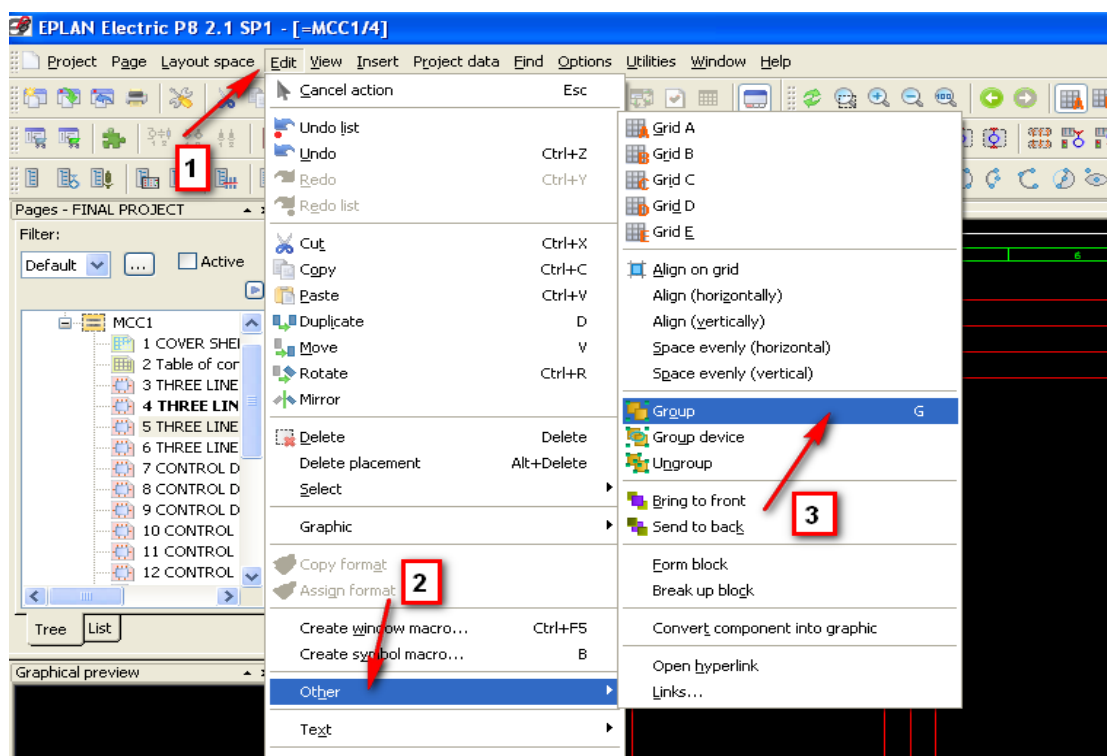 EPLAN Electric P8 2.1 SP1 - [=MCC1/4]
Project Page Layout space Edit View Insert Project data Find Options Utilities Window Help
1
Pages - FINAL PROJECT
Filter:
Default ... Active
MCC1
1 COVER SHEI
2 Table of cor
3 THREE LINE
4 THREE LIN
5 THREE LINE
6 THREE LINE
7 CONTROL D
8 CONTROL D
9 CONTROL D
10 CONTROL
11 CONTROL
12 CONTROL
Tree List
Graphical preview
Cancel action Esc
Undo list
Undo Ctrl+Z
Redo Ctrl+Y
Redo list
Cut Ctrl+X
Copy Ctrl+C
Paste Ctrl+V
Duplicate D
Move V
Rotate Ctrl+R
Mirror
Delete Delete
Delete placement Alt+Delete
Select
Graphic
Copy format
Assign format
2
Create window macro... Ctrl+F5
Create symbol macro... B
Other
Text
Grid A
Grid B
Grid C
Grid D
Grid E
Align on grid
Align (horizontally)
Align (vertically)
Space evenly (horizontal)
Space evenly (vertical)
Group G
Group device
Ungroup
Bring to front
Send to back
3
Form block
Break up block
Convert component into graphic
Open hyperlink
Links...
6